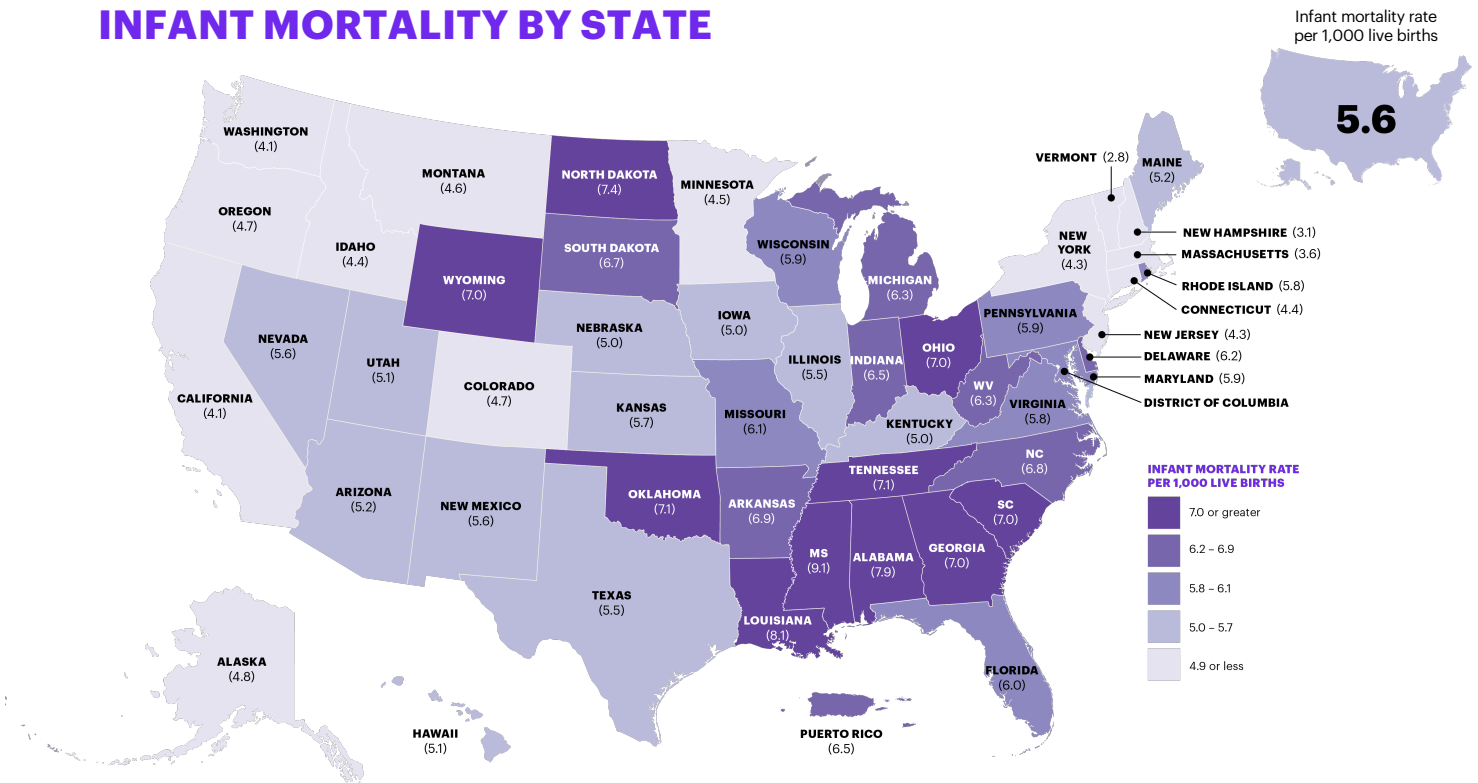 INFANT MORTALITY BY STATE
Infant mortality rate
per 1,000 live births
5.6
WASHINGTON
(4.1)
MONTANA
(4.6)
NORTH DAKOTA
(7.4)
MINNESOTA
(4.5)
VERMONT (2.8)
MAINE
(5.2)
OREGON
(4.7)
IDAHO
(4.4)
WYOMING
(7.0)
SOUTH DAKOTA
(6.7)
WISCONSIN
(5.9)
MICHIGAN
(6.3)
NEW
YORK
(4.3)
NEW HAMPSHIRE (3.1)
MASSACHUSETTS (3.6)
RHODE ISLAND (5.8)
CONNECTICUT (4.4)
NEW JERSEY (4.3)
DELAWARE (6.2)
MARYLAND (5.9)
DISTRICT OF COLUMBIA
NEVADA
(5.6)
UTAH
(5.1)
COLORADO
(4.7)
NEBRASKA
(5.0)
IOWA
(5.0)
ILLINOIS
(5.5)
INDIANA
(6.5)
OHIO
(7.0)
PENNSYLVANIA
(5.9)
CALIFORNIA
(4.1)
KANSAS
(5.7)
MISSOURI
(6.1)
KENTUCKY
(5.0)
WV
(6.3)
VIRGINIA
(5.8)
ARIZONA
(5.2)
NEW MEXICO
(5.6)
OKLAHOMA
(7.1)
ARKANSAS
(6.9)
TENNESSEE
(7.1)
NC
(6.8)
SC
(7.0)
TEXAS
(5.5)
LOUISIANA
(8.1)
MS
(9.1)
ALABAMA
(7.9)
GEORGIA
(7.0)
FLORIDA
(6.0)
ALASKA
(4.8)
HAWAII
(5.1)
PUERTO RICO
(6.5)
INFANT MORTALITY RATE
PER 1,000 LIVE BIRTHS
7.0 or greater
6.2 – 6.9
5.8 – 6.1
5.0 – 5.7
4.9 or less